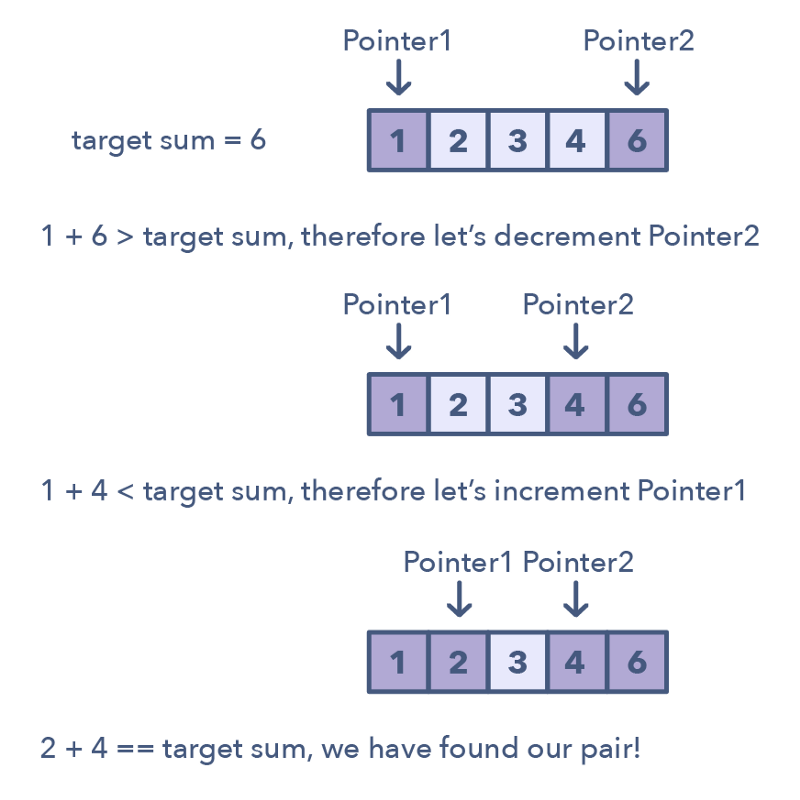 Pointer1 Pointer2
target sum = 6
1 2 3 4 6
1 + 6 > target sum, therefore let’s decrement Pointer2
Pointer1 Pointer2
1 2 3 4 6
1 + 4 < target sum, therefore let’s increment Pointer1
Pointer1 Pointer2
1 2 3 4 6
2 + 4 == target sum, we have found our pair!